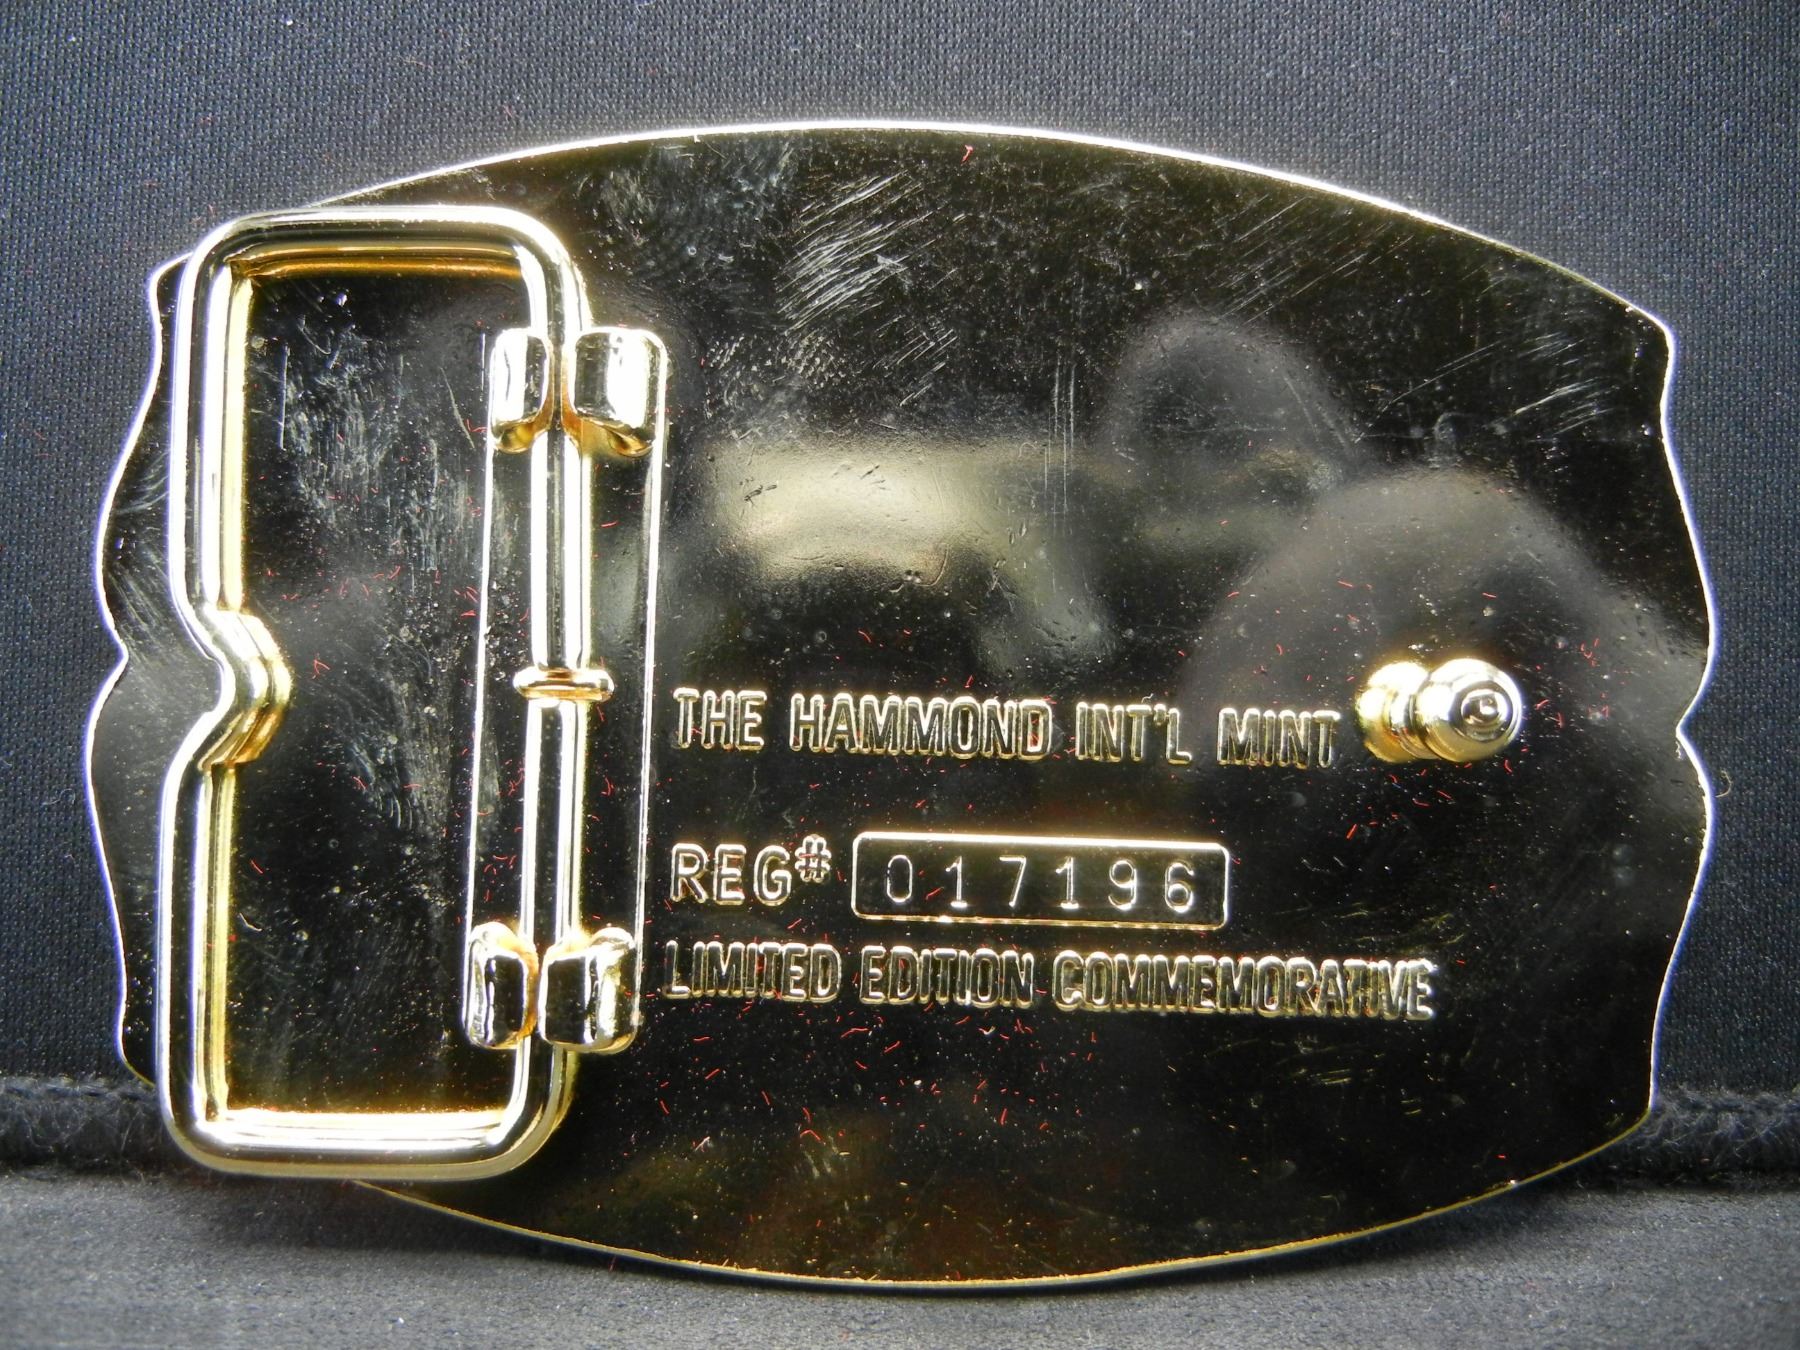 THE HAMMOND INT'L MINT
REG# 017196
LIMITED EDITION COMMEMORATIVE